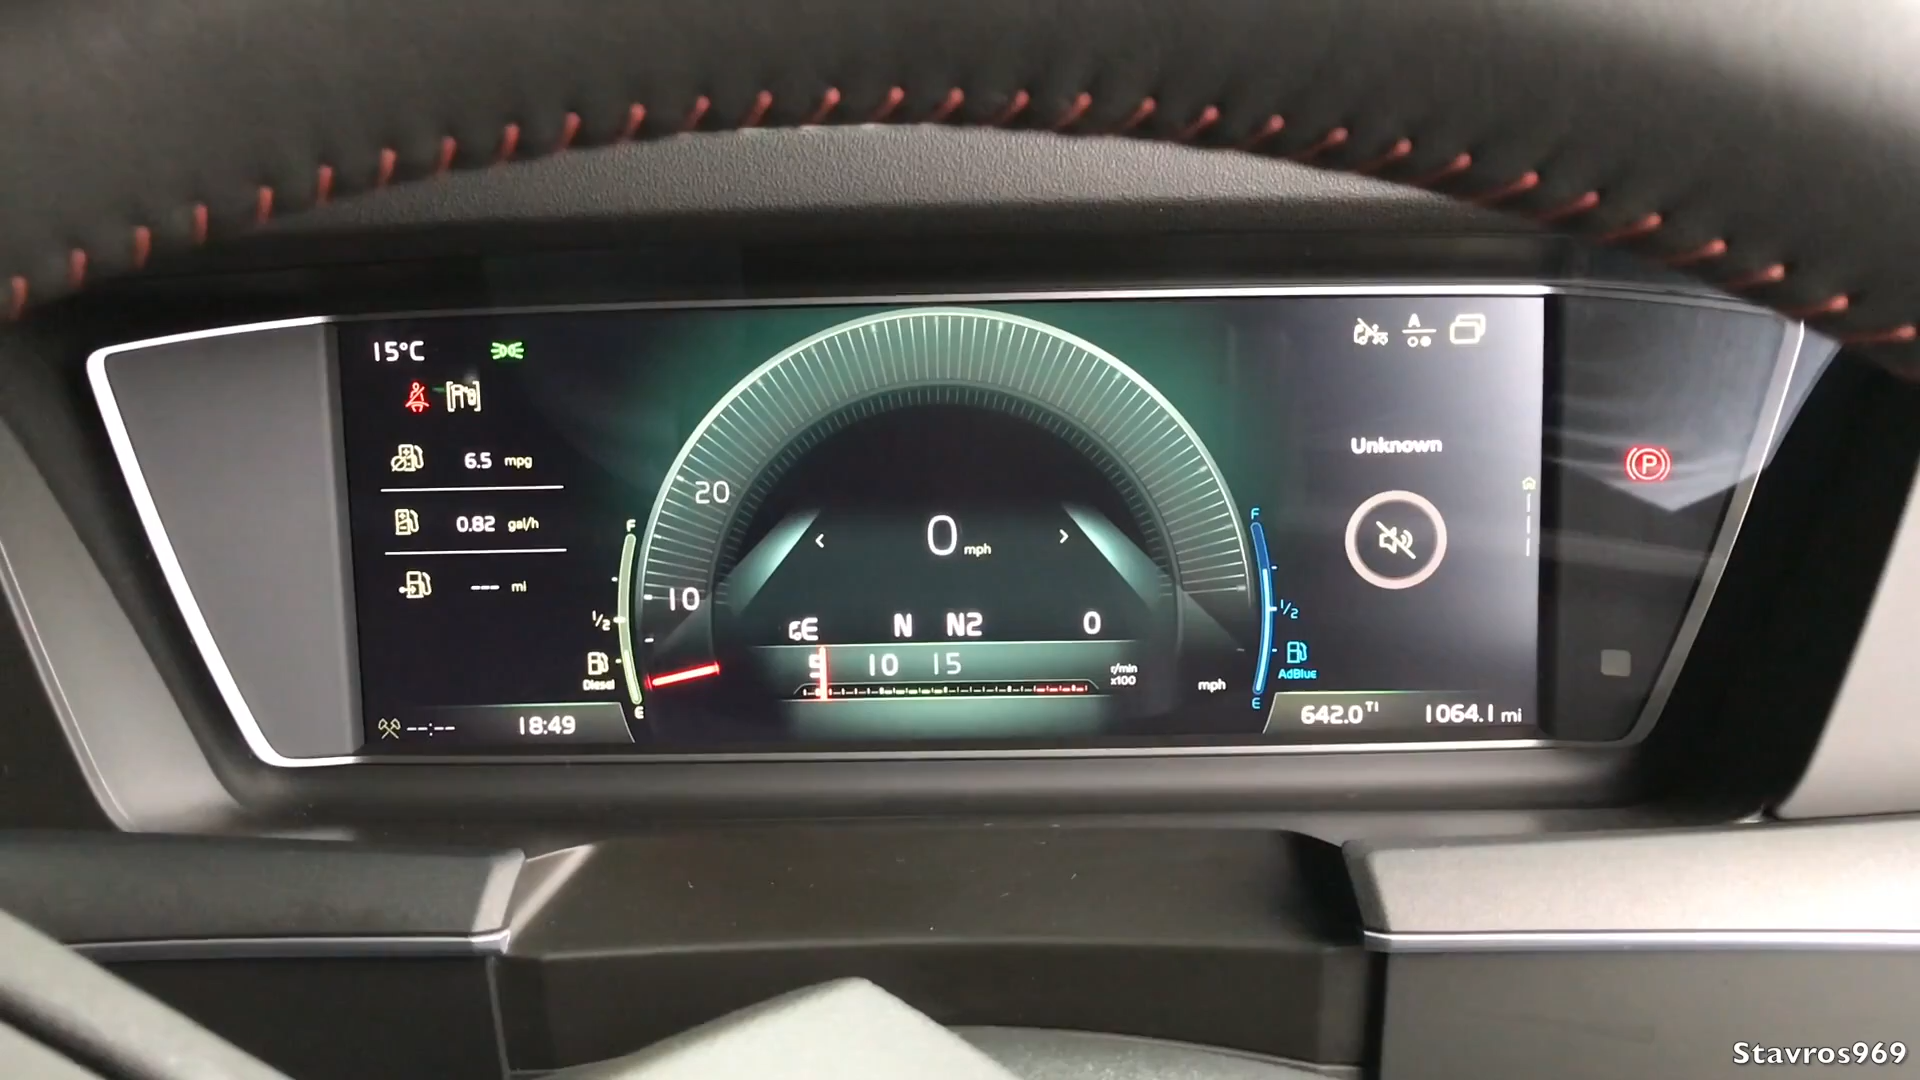 15°C
A
6.5 mpg
0.82 gal/h
--- mi
--:--
18:49
F
1/2
Diesel
E
20
10
0 mph
E N N2 0
5 10 15
r/min
x100
mph
Unknown
F
1/2
AdBlue
E
642.0 T1
1064.1 mi
P
Stavros969